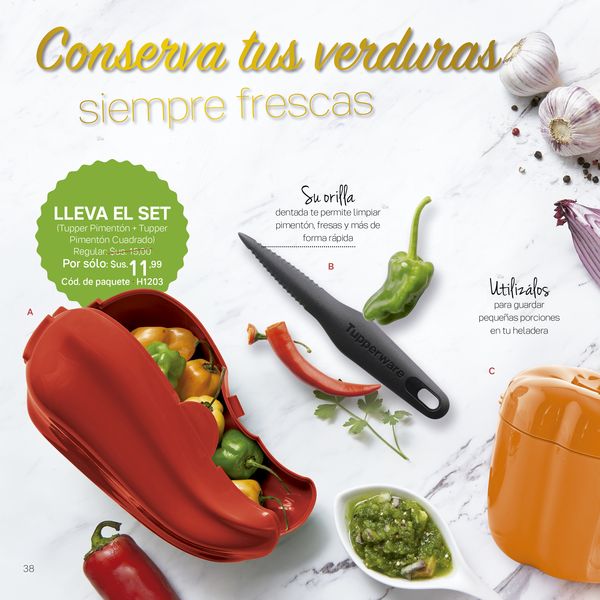 Conserva tus verduras
siempre frescas
LLEVA EL SET
(Tupper Pimentón + Tupper
Pimentón Cuadrado)
Regular: $us. 15,00
Por sólo: $us. 11,99
Cód. de paquete H1203
A
Su orilla
dentada te permite limpiar
pimentón, fresas y más de
forma rápida
B
Utilizálos
para guardar
pequeñas porciones
en tu heladera
C
Tupperware
38